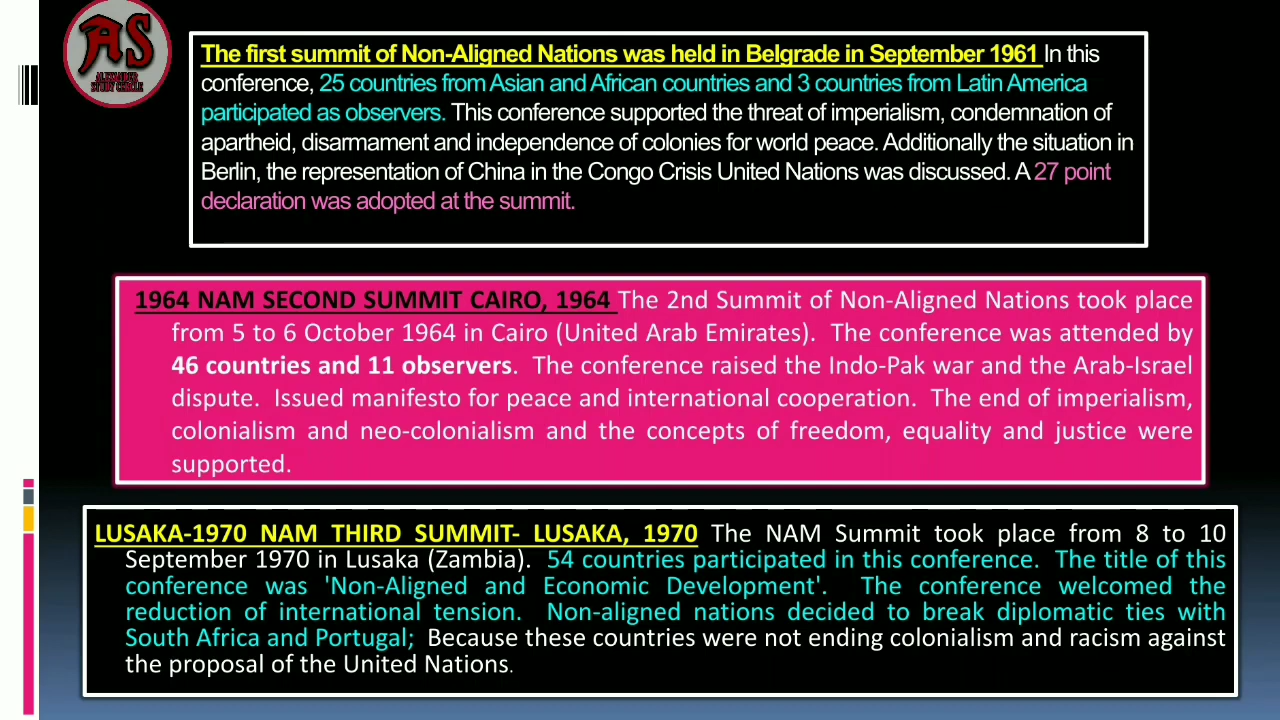 AS
ALEXANDER
STUDY CIRCLE
The first summit of Non-Aligned Nations was held in Belgrade in September 1961 In this
conference, 25 countries from Asian and African countries and 3 countries from Latin America
participated as observers. This conference supported the threat of imperialism, condemnation of
apartheid, disarmament and independence of colonies for world peace. Additionally the situation in
Berlin, the representation of China in the Congo Crisis United Nations was discussed. A 27 point
declaration was adopted at the summit.
1964 NAM SECOND SUMMIT CAIRO, 1964 The 2nd Summit of Non-Aligned Nations took place
from 5 to 6 October 1964 in Cairo (United Arab Emirates). The conference was attended by
46 countries and 11 observers. The conference raised the Indo-Pak war and the Arab-Israel
dispute. Issued manifesto for peace and international cooperation. The end of imperialism,
colonialism and neo-colonialism and the concepts of freedom, equality and justice were
supported.
LUSAKA-1970 NAM THIRD SUMMIT- LUSAKA, 1970 The NAM Summit took place from 8 to 10
September 1970 in Lusaka (Zambia). 54 countries participated in this conference. The title of this
conference was 'Non-Aligned and Economic Development'. The conference welcomed the
reduction of international tension. Non-aligned nations decided to break diplomatic ties with
South Africa and Portugal; Because these countries were not ending colonialism and racism against
the proposal of the United Nations.